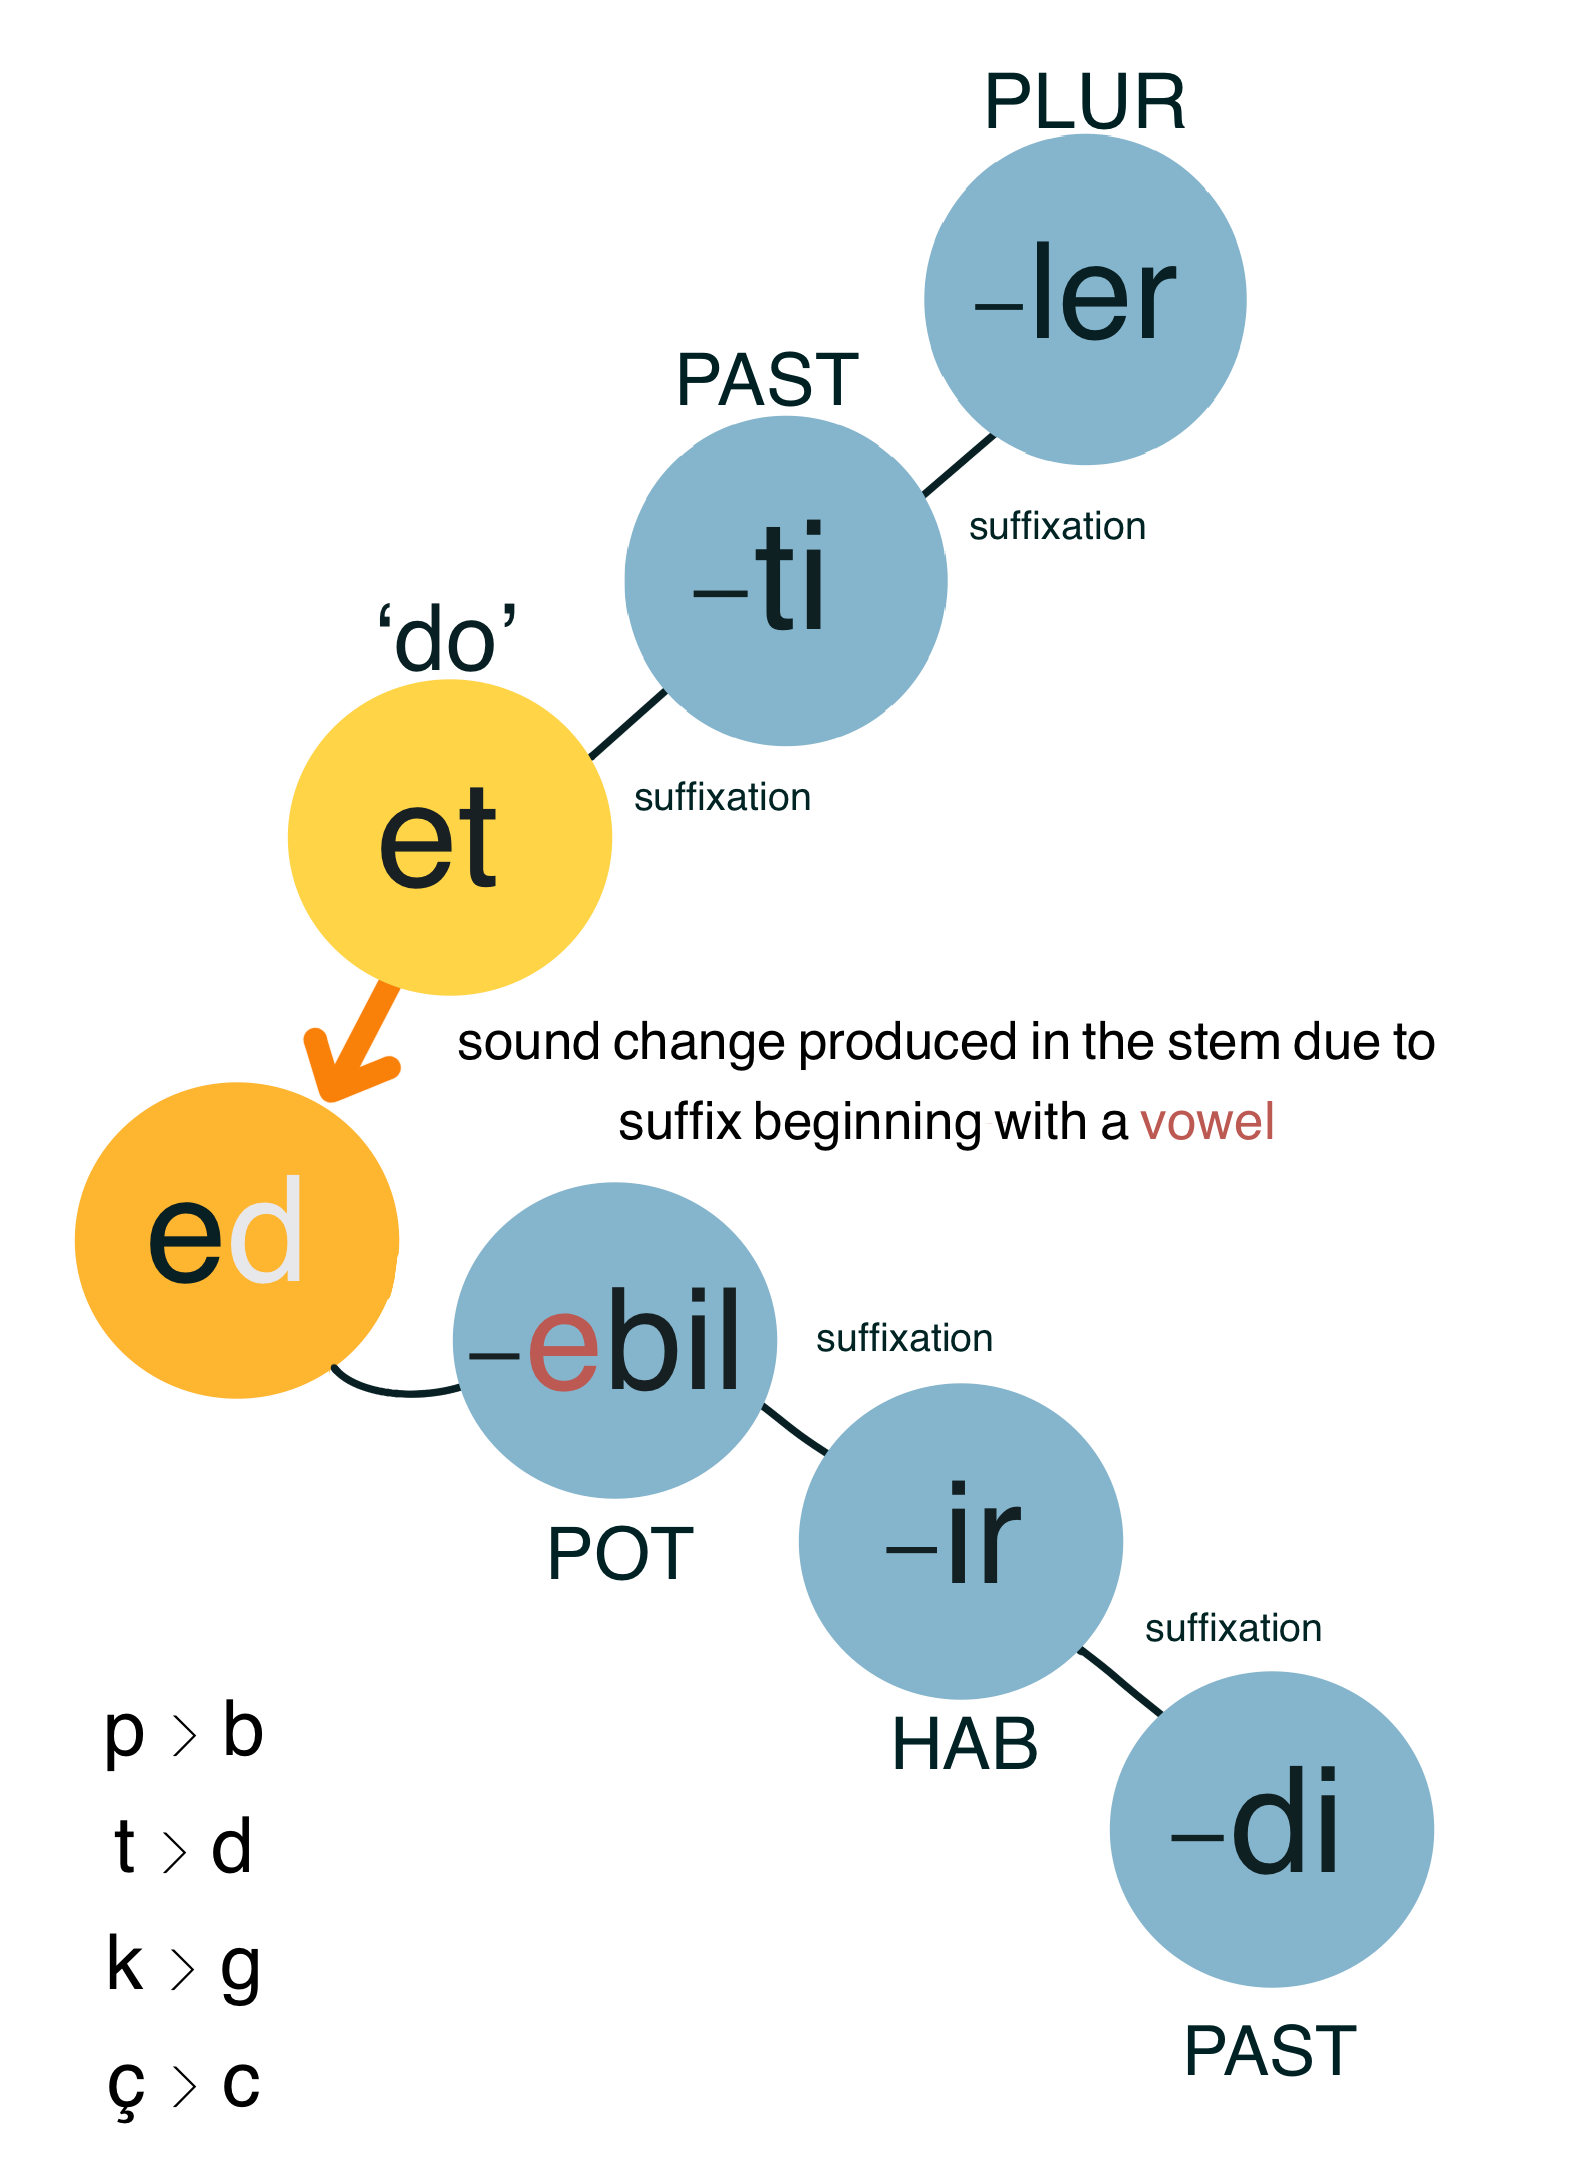 PLUR
–ler
PAST
suffixation
–ti
‘do’
suffixation
et
sound change produced in the stem due to
suffix beginning with a vowel
ed
–ebil
suffixation
POT
–ir
suffixation
HAB
–di
PAST
p > b
t > d
k > g
ç > c